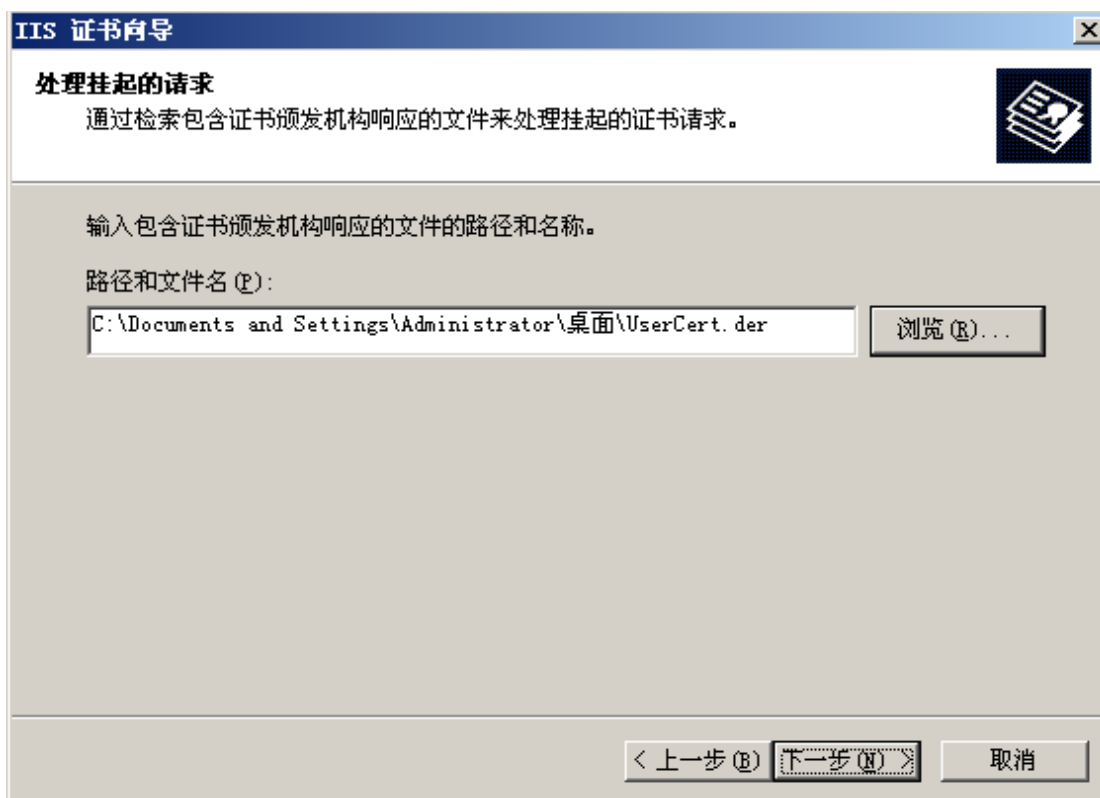 IIS 证书向导
处理挂起的请求
通过检索包含证书颁发机构响应的文件来处理挂起的证书请求。
输入包含证书颁发机构响应的文件的路径和名称。
路径和文件名(P):
C:\Documents and Settings\Administrator\桌面\UserCert.der
浏览(R)...
< 上一步(B) 下一步(N) > 取消